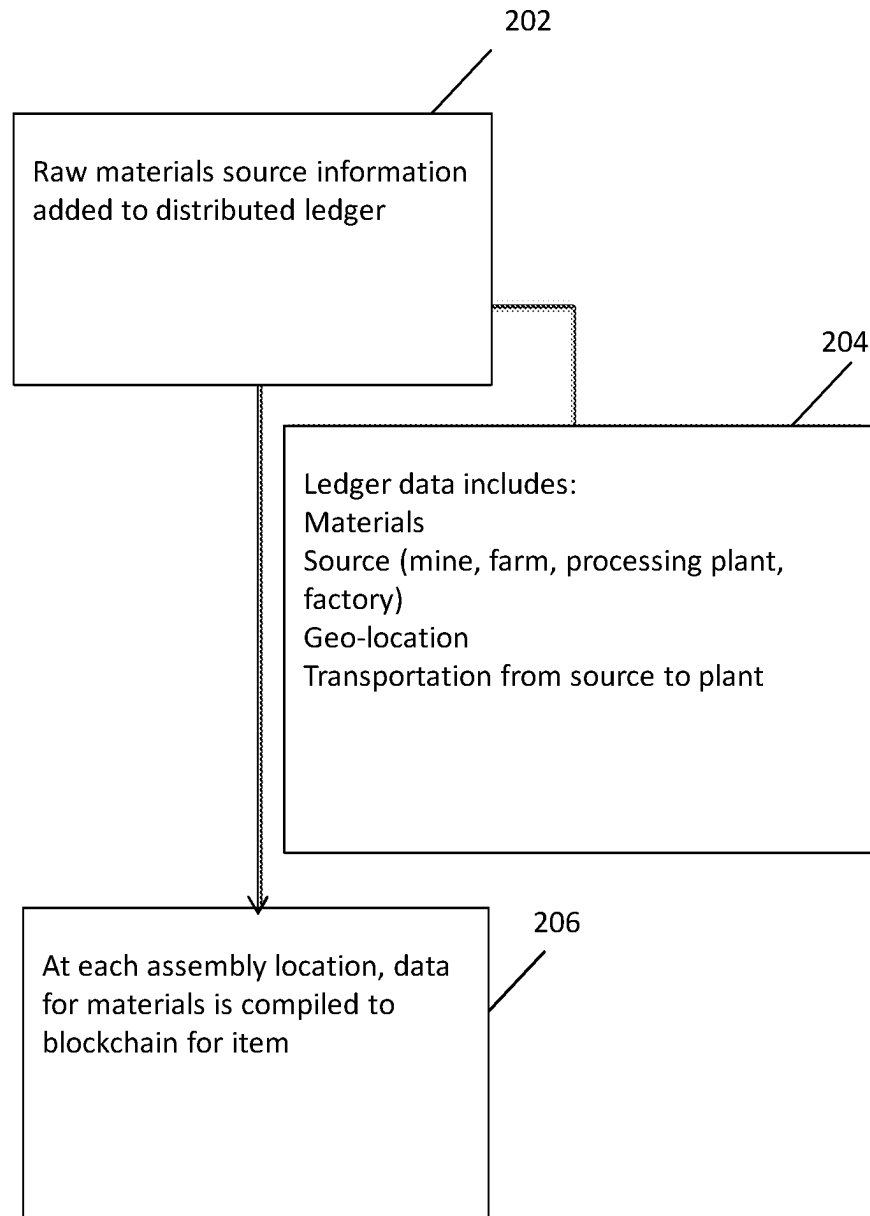 202
Raw materials source information
added to distributed ledger
204
Ledger data includes:
Materials
Source (mine, farm, processing plant,
factory)
Geo-location
Transportation from source to plant
206
At each assembly location, data
for materials is compiled to
blockchain for item